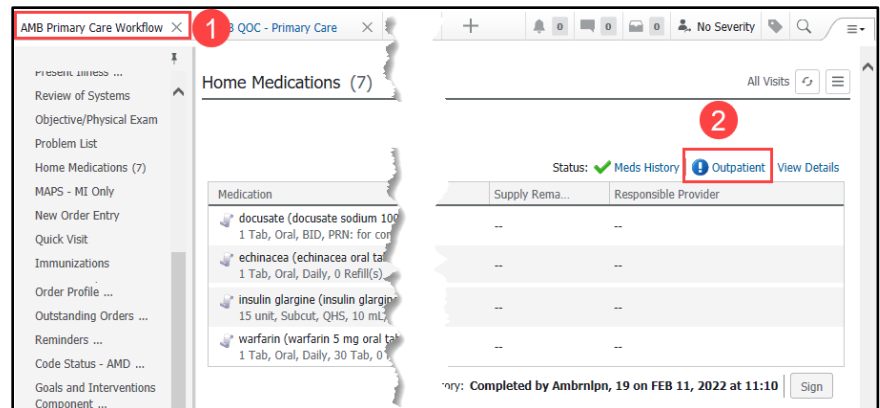 AMB Primary Care Workflow × 1 QOC - Primary Care × + 0 0 0 No Severity
Present Illness ...
Review of Systems
Objective/Physical Exam
Problem List
Home Medications (7)
MAPS - MI Only
New Order Entry
Quick Visit
Immunizations
Order Profile ...
Outstanding Orders ...
Reminders ...
Code Status - AMD ...
Goals and Interventions
Component ...
Home Medications (7) All Visits
2
Status: Meds History Outpatient View Details
Medication Supply Rema... Responsible Provider
docusate (docusate sodium 100
1 Tab, Oral, BID, PRN: for con
-- --
echinacea (echinacea oral tab
1 Tab, Oral, Daily, 0 Refill(s)
-- --
insulin glargine (insulin glargine
15 unit, Subcut, QHS, 10 mL,
-- --
warfarin (warfarin 5 mg oral tab
1 Tab, Oral, Daily, 30 Tab, 0
-- --
Completed by Ambrnlpn, 19 on FEB 11, 2022 at 11:10 Sign